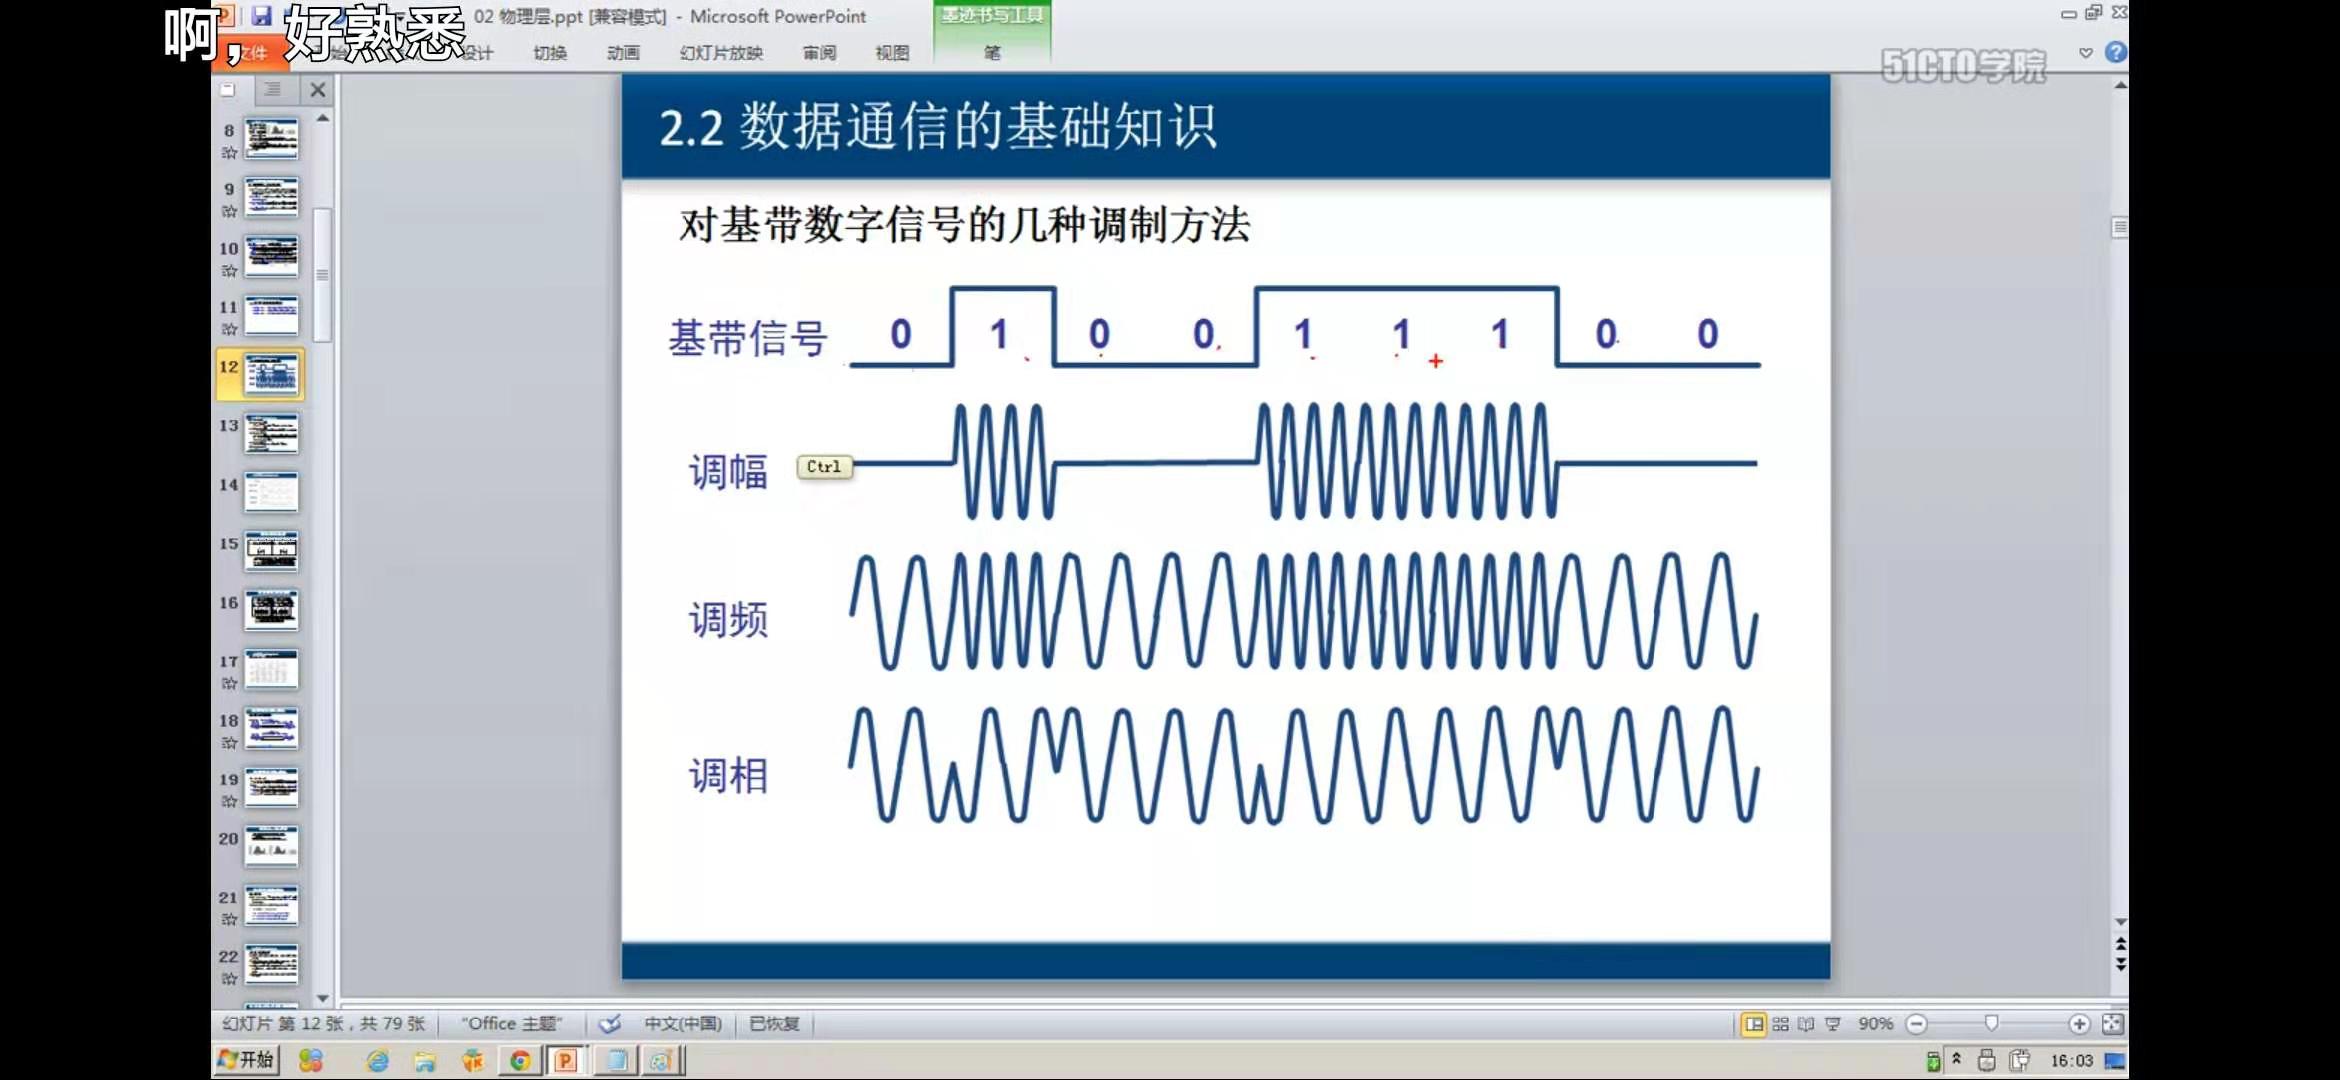 啊，好熟悉
02 物理层.ppt [兼容模式] - Microsoft PowerPoint
墨迹书写工具
文件 设计 切换 动画 幻灯片放映 审阅 视图 笔
51CTO学院
2.2 数据通信的基础知识
对基带数字信号的几种调制方法
基带信号 0 1 0 0 1 1 1 0 0
调幅 Ctrl
调频
调相
8
9
10
11
12
13
14
15
16
17
18
19
20
21
22
幻灯片 第 12 张，共 79 张 "Office 主题" 中文(中国) 已恢复 90%
开始 16:03